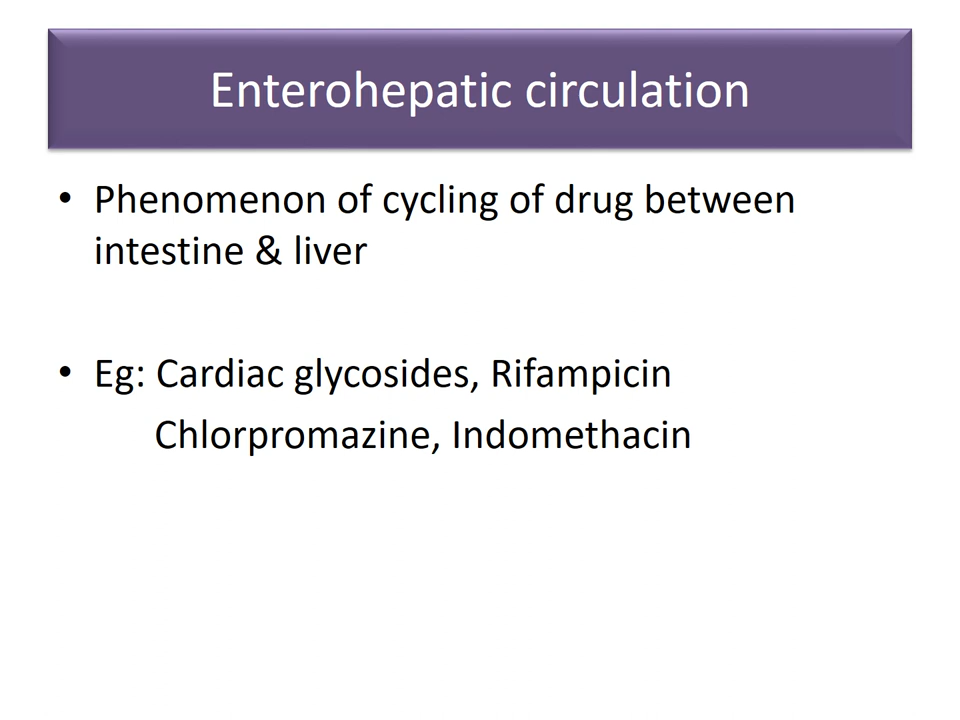 Enterohepatic circulation
• Phenomenon of cycling of drug between
intestine & liver
• Eg: Cardiac glycosides, Rifampicin
Chlorpromazine, Indomethacin